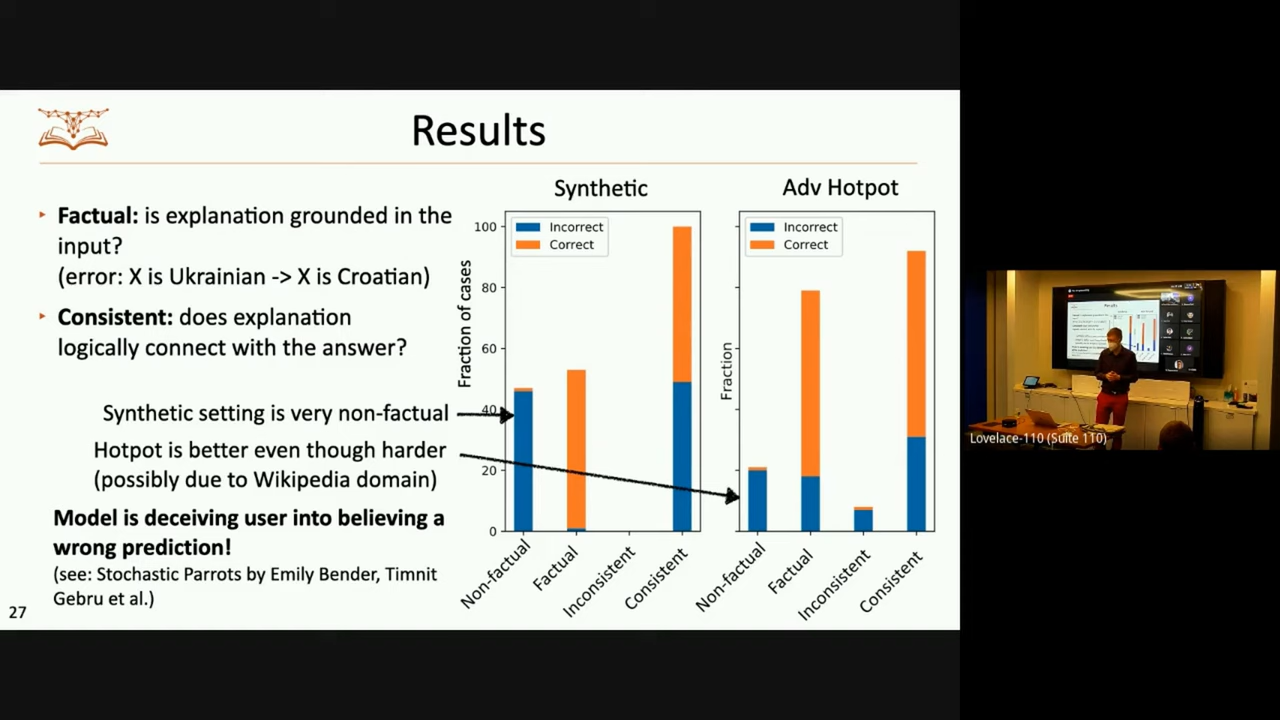 Results
Factual: is explanation grounded in the
input?
(error: X is Ukrainian -> X is Croatian)
Consistent: does explanation
logically connect with the answer?
Synthetic setting is very non-factual
Hotpot is better even though harder
(possibly due to Wikipedia domain)
Model is deceiving user into believing a
wrong prediction!
(see: Stochastic Parrots by Emily Bender, Timnit
Gebru et al.)
27
Synthetic
Incorrect
Correct
Fraction of cases
100
80
60
40
20
0
Non-factual
Factual
Inconsistent
Consistent
Adv Hotpot
Incorrect
Correct
Fraction
Non-factual
Factual
Inconsistent
Consistent
Lovelace-110 (Suite 110)